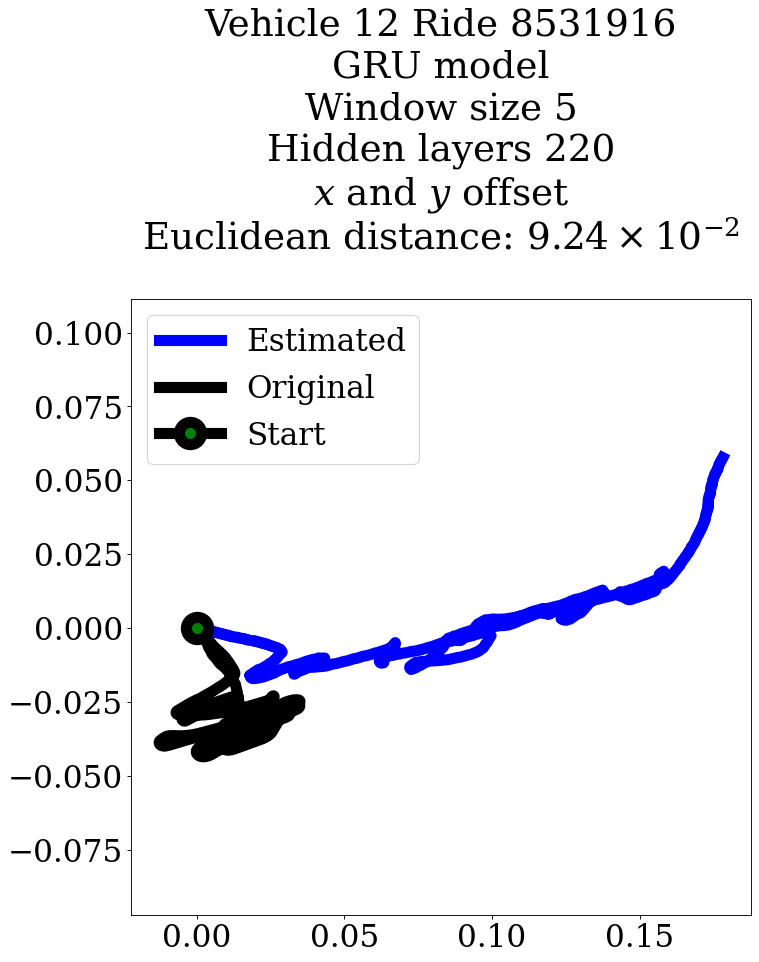 Vehicle 12 Ride 8531916
GRU model
Window size 5
Hidden layers 220
x and y offset
Euclidean distance: 9.24 × 10⁻²
Estimated
Original
Start
0.100
0.075
0.050
0.025
0.000
−0.025
−0.050
−0.075
0.00 0.05 0.10 0.15